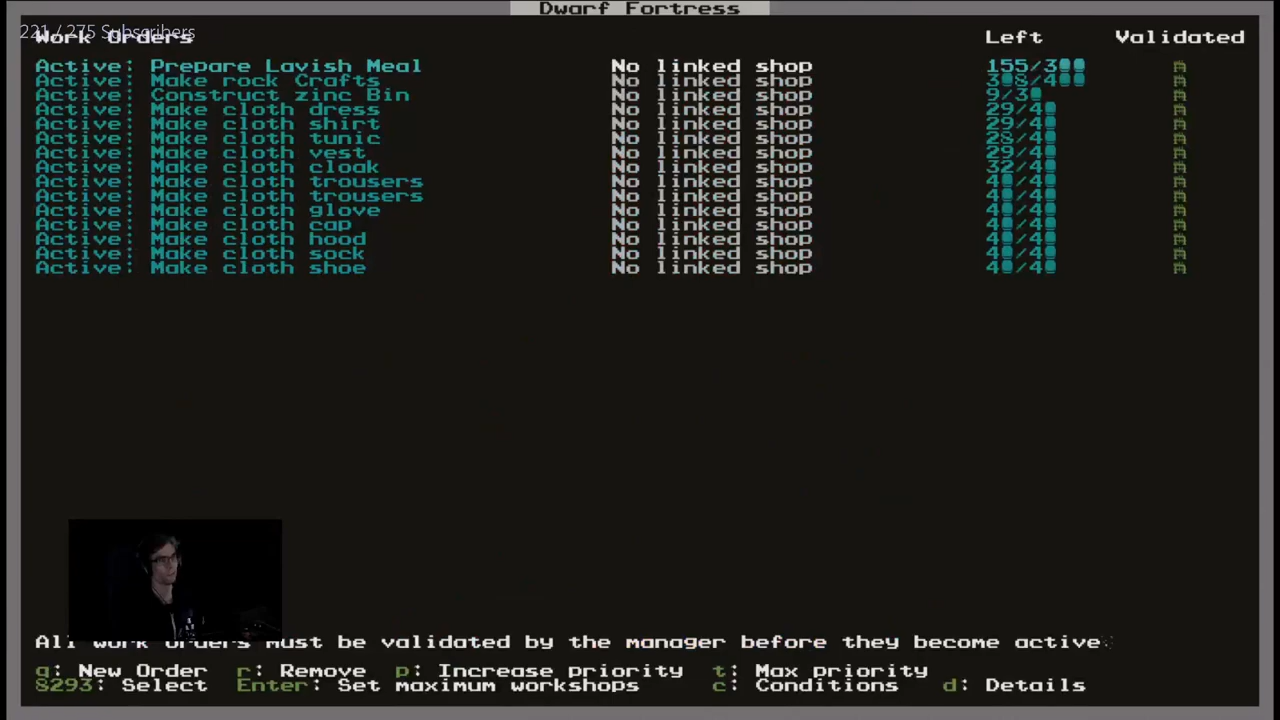 Dwarf Fortress
221 / 275 Subscribers
Work Orders Left Validated
Active: Prepare Lavish Meal No linked shop 155/300
Active: Make rock Crafts No linked shop 308/400
Active: Construct zinc Bin No linked shop 9/30
Active: Make cloth dress No linked shop 29/40
Active: Make cloth shirt No linked shop 29/40
Active: Make cloth tunic No linked shop 28/40
Active: Make cloth vest No linked shop 29/40
Active: Make cloth cloak No linked shop 32/40
Active: Make cloth trousers No linked shop 40/40
Active: Make cloth trousers No linked shop 40/40
Active: Make cloth glove No linked shop 40/40
Active: Make cloth cap No linked shop 40/40
Active: Make cloth hood No linked shop 40/40
Active: Make cloth sock No linked shop 40/40
Active: Make cloth shoe No linked shop 40/40
All work orders must be validated by the manager before they become active.
g: New Order r: Remove p: Increase priority t: Max priority
8293: Select Enter: Set maximum workshops c: Conditions d: Details